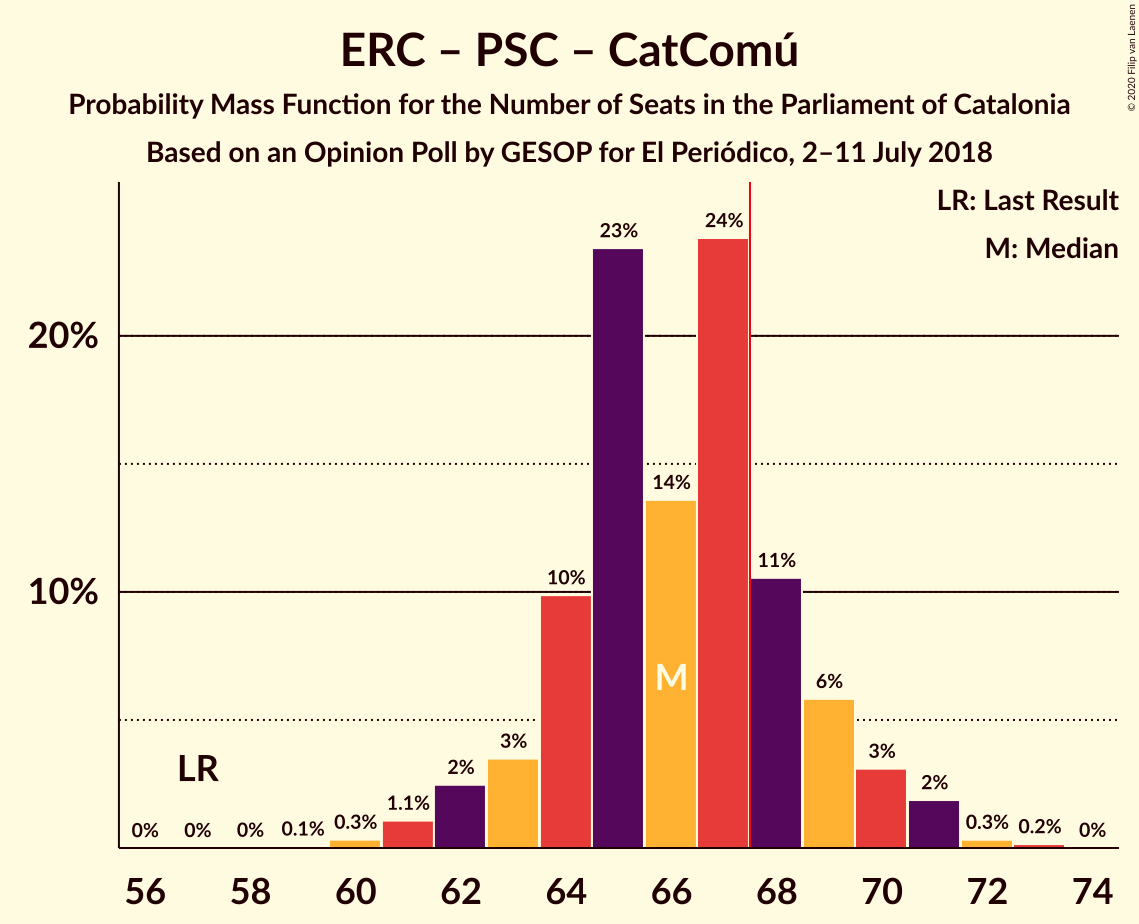 ERC – PSC – CatComú
Probability Mass Function for the Number of Seats in the Parliament of Catalonia
Based on an Opinion Poll by GESOP for El Periódico, 2–11 July 2018
© 2020 Filip van Laenen
LR: Last Result
M: Median
20%
10%
0%
0%
0%
0.1%
0.3%
1.1%
2%
3%
10%
23%
14%
24%
11%
6%
3%
2%
0.3%
0.2%
0%
LR
M
56 58 60 62 64 66 68 70 72 74